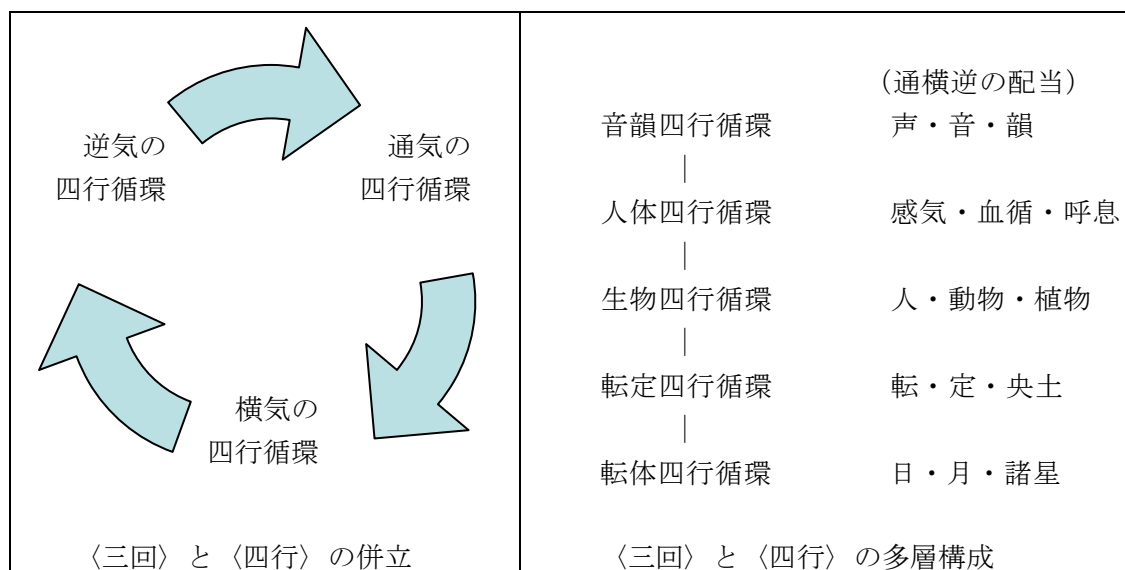 逆気の
四行循環
通気の
四行循環
横気の
四行循環
〈三回〉と〈四行〉の併立
(通横逆の配当)
音韻四行循環 声・音・韻
|
人体四行循環 感気・血循・呼息
|
生物四行循環 人・動物・植物
|
転定四行循環 転・定・央土
|
転体四行循環 日・月・諸星
〈三回〉と〈四行〉の多層構成